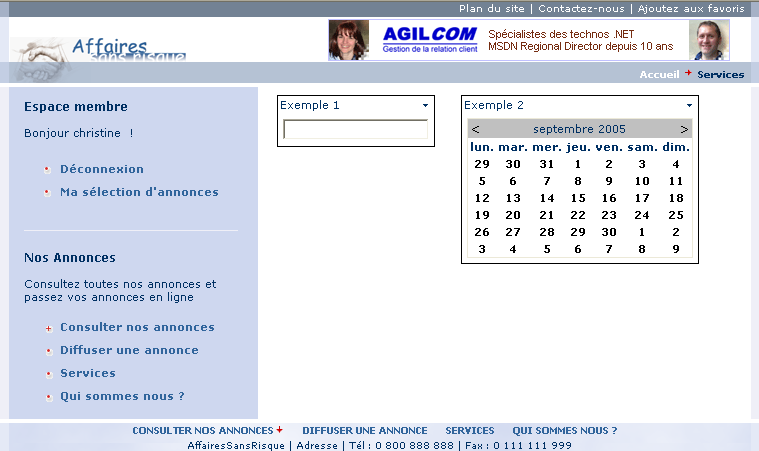 Plan du site | Contactez-nous | Ajoutez aux favoris
Affaires
sans risque
AGILCOM
Gestion de la relation client
Spécialistes des technos .NET
MSDN Regional Director depuis 10 ans
Accueil Services
Espace membre
Bonjour christine !
Déconnexion
Ma sélection d'annonces
Nos Annonces
Consultez toutes nos annonces et
passez vos annonces en ligne
Consulter nos annonces
Diffuser une annonce
Services
Qui sommes nous ?
Exemple 1
Exemple 2
< septembre 2005 >
lun. mar. mer. jeu. ven. sam. dim.
29 30 31 1 2 3 4
5 6 7 8 9 10 11
12 13 14 15 16 17 18
19 20 21 22 23 24 25
26 27 28 29 30 1 2
3 4 5 6 7 8 9
CONSULTER NOS ANNONCES DIFFUSER UNE ANNONCE SERVICES QUI SOMMES NOUS ?
AffairesSansRisque | Adresse | Tél : 0 800 888 888 | Fax : 0 111 111 999